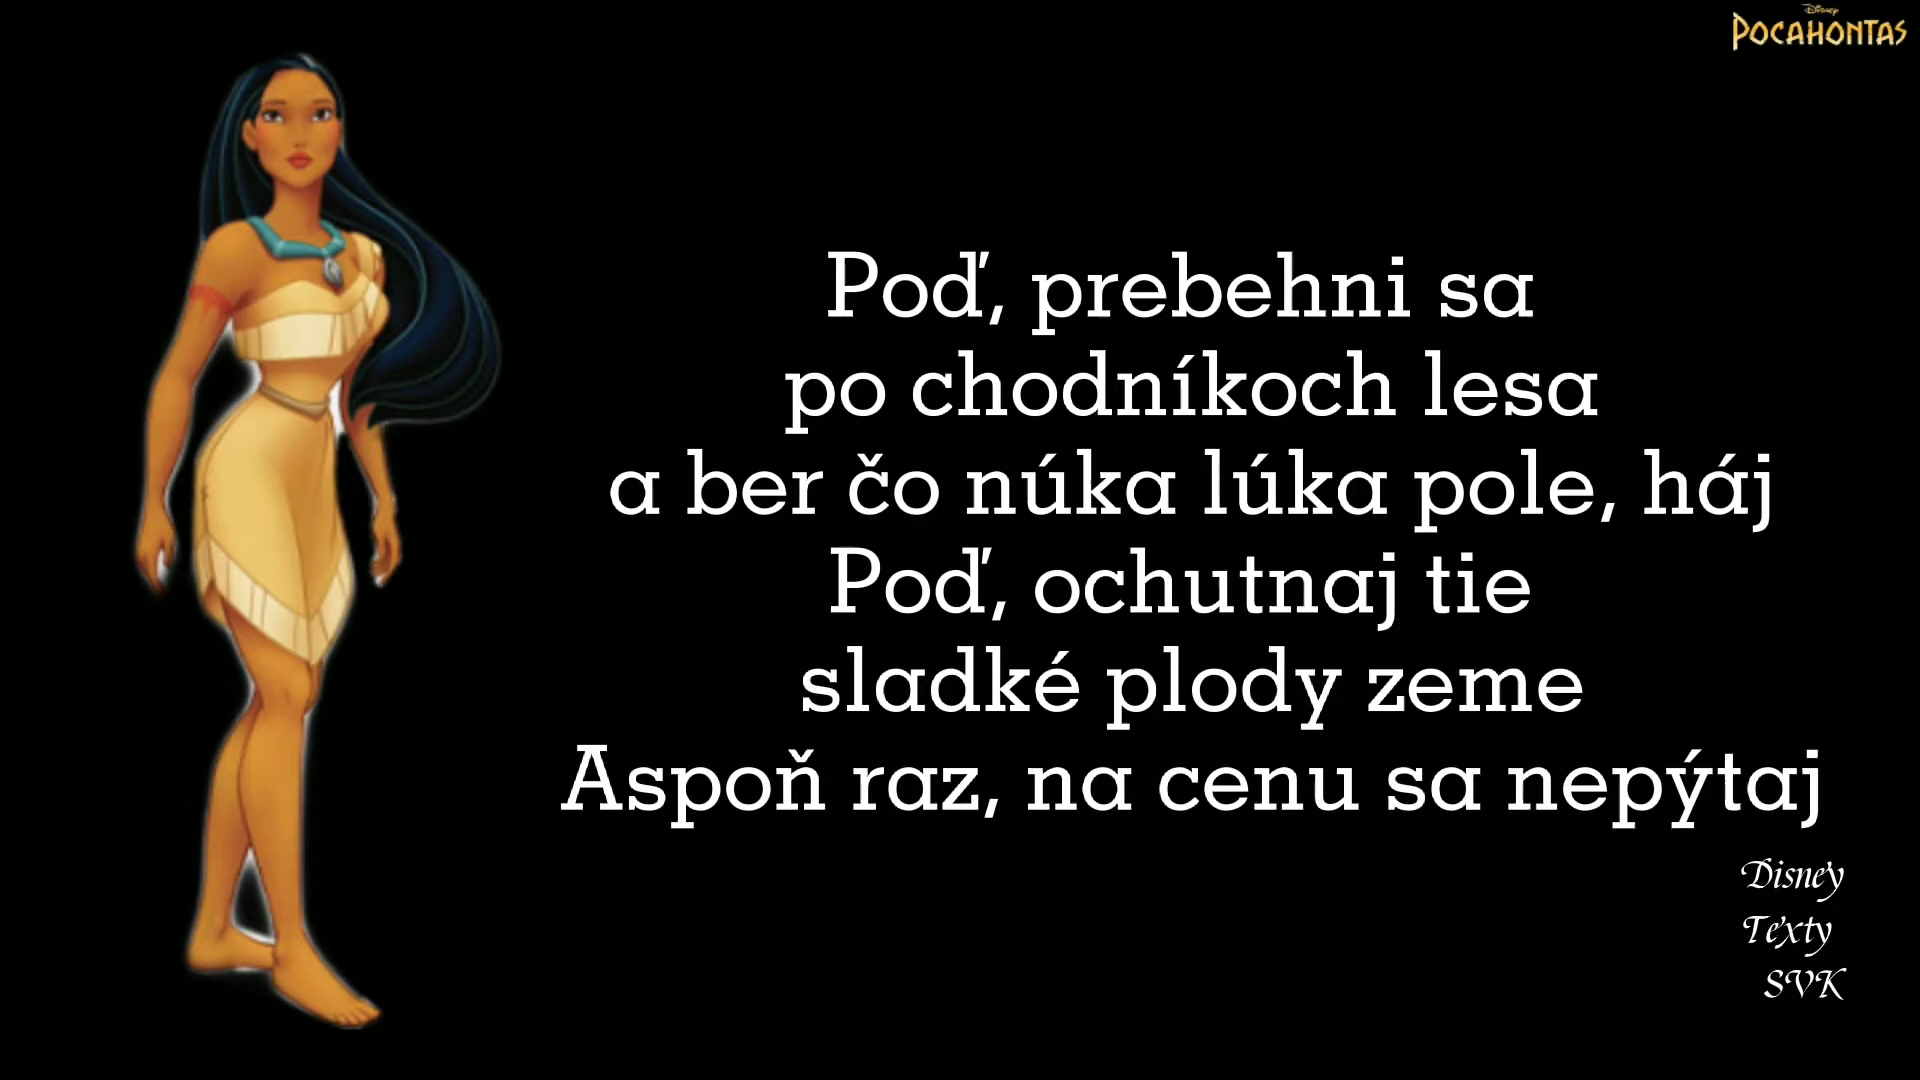 Disney
POCAHONTAS
Poď, prebehni sa
po chodníkoch lesa
a ber čo núka lúka pole, háj
Poď, ochutnaj tie
sladké plody zeme
Aspoň raz, na cenu sa nepýtaj
Disney
Texty
SVK